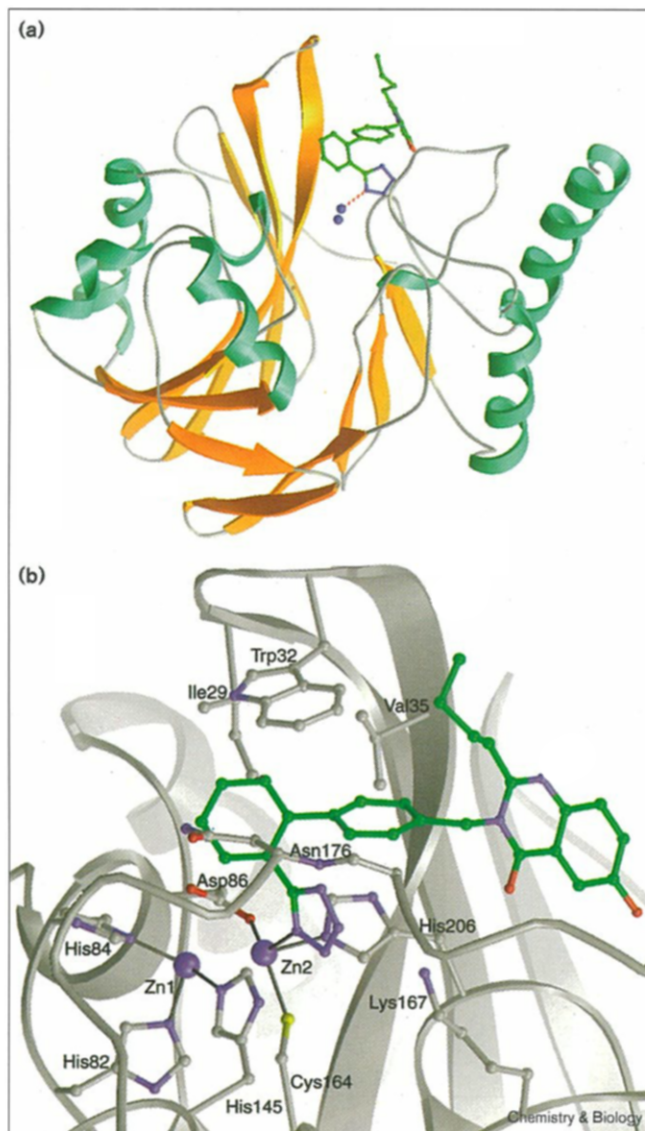 (a)
(b)
Trp32
Ile29
Val35
Asn176
Asp86
His84
Zn1
Zn2
His206
Lys167
His82
Cys164
His145
Chemistry & Biology